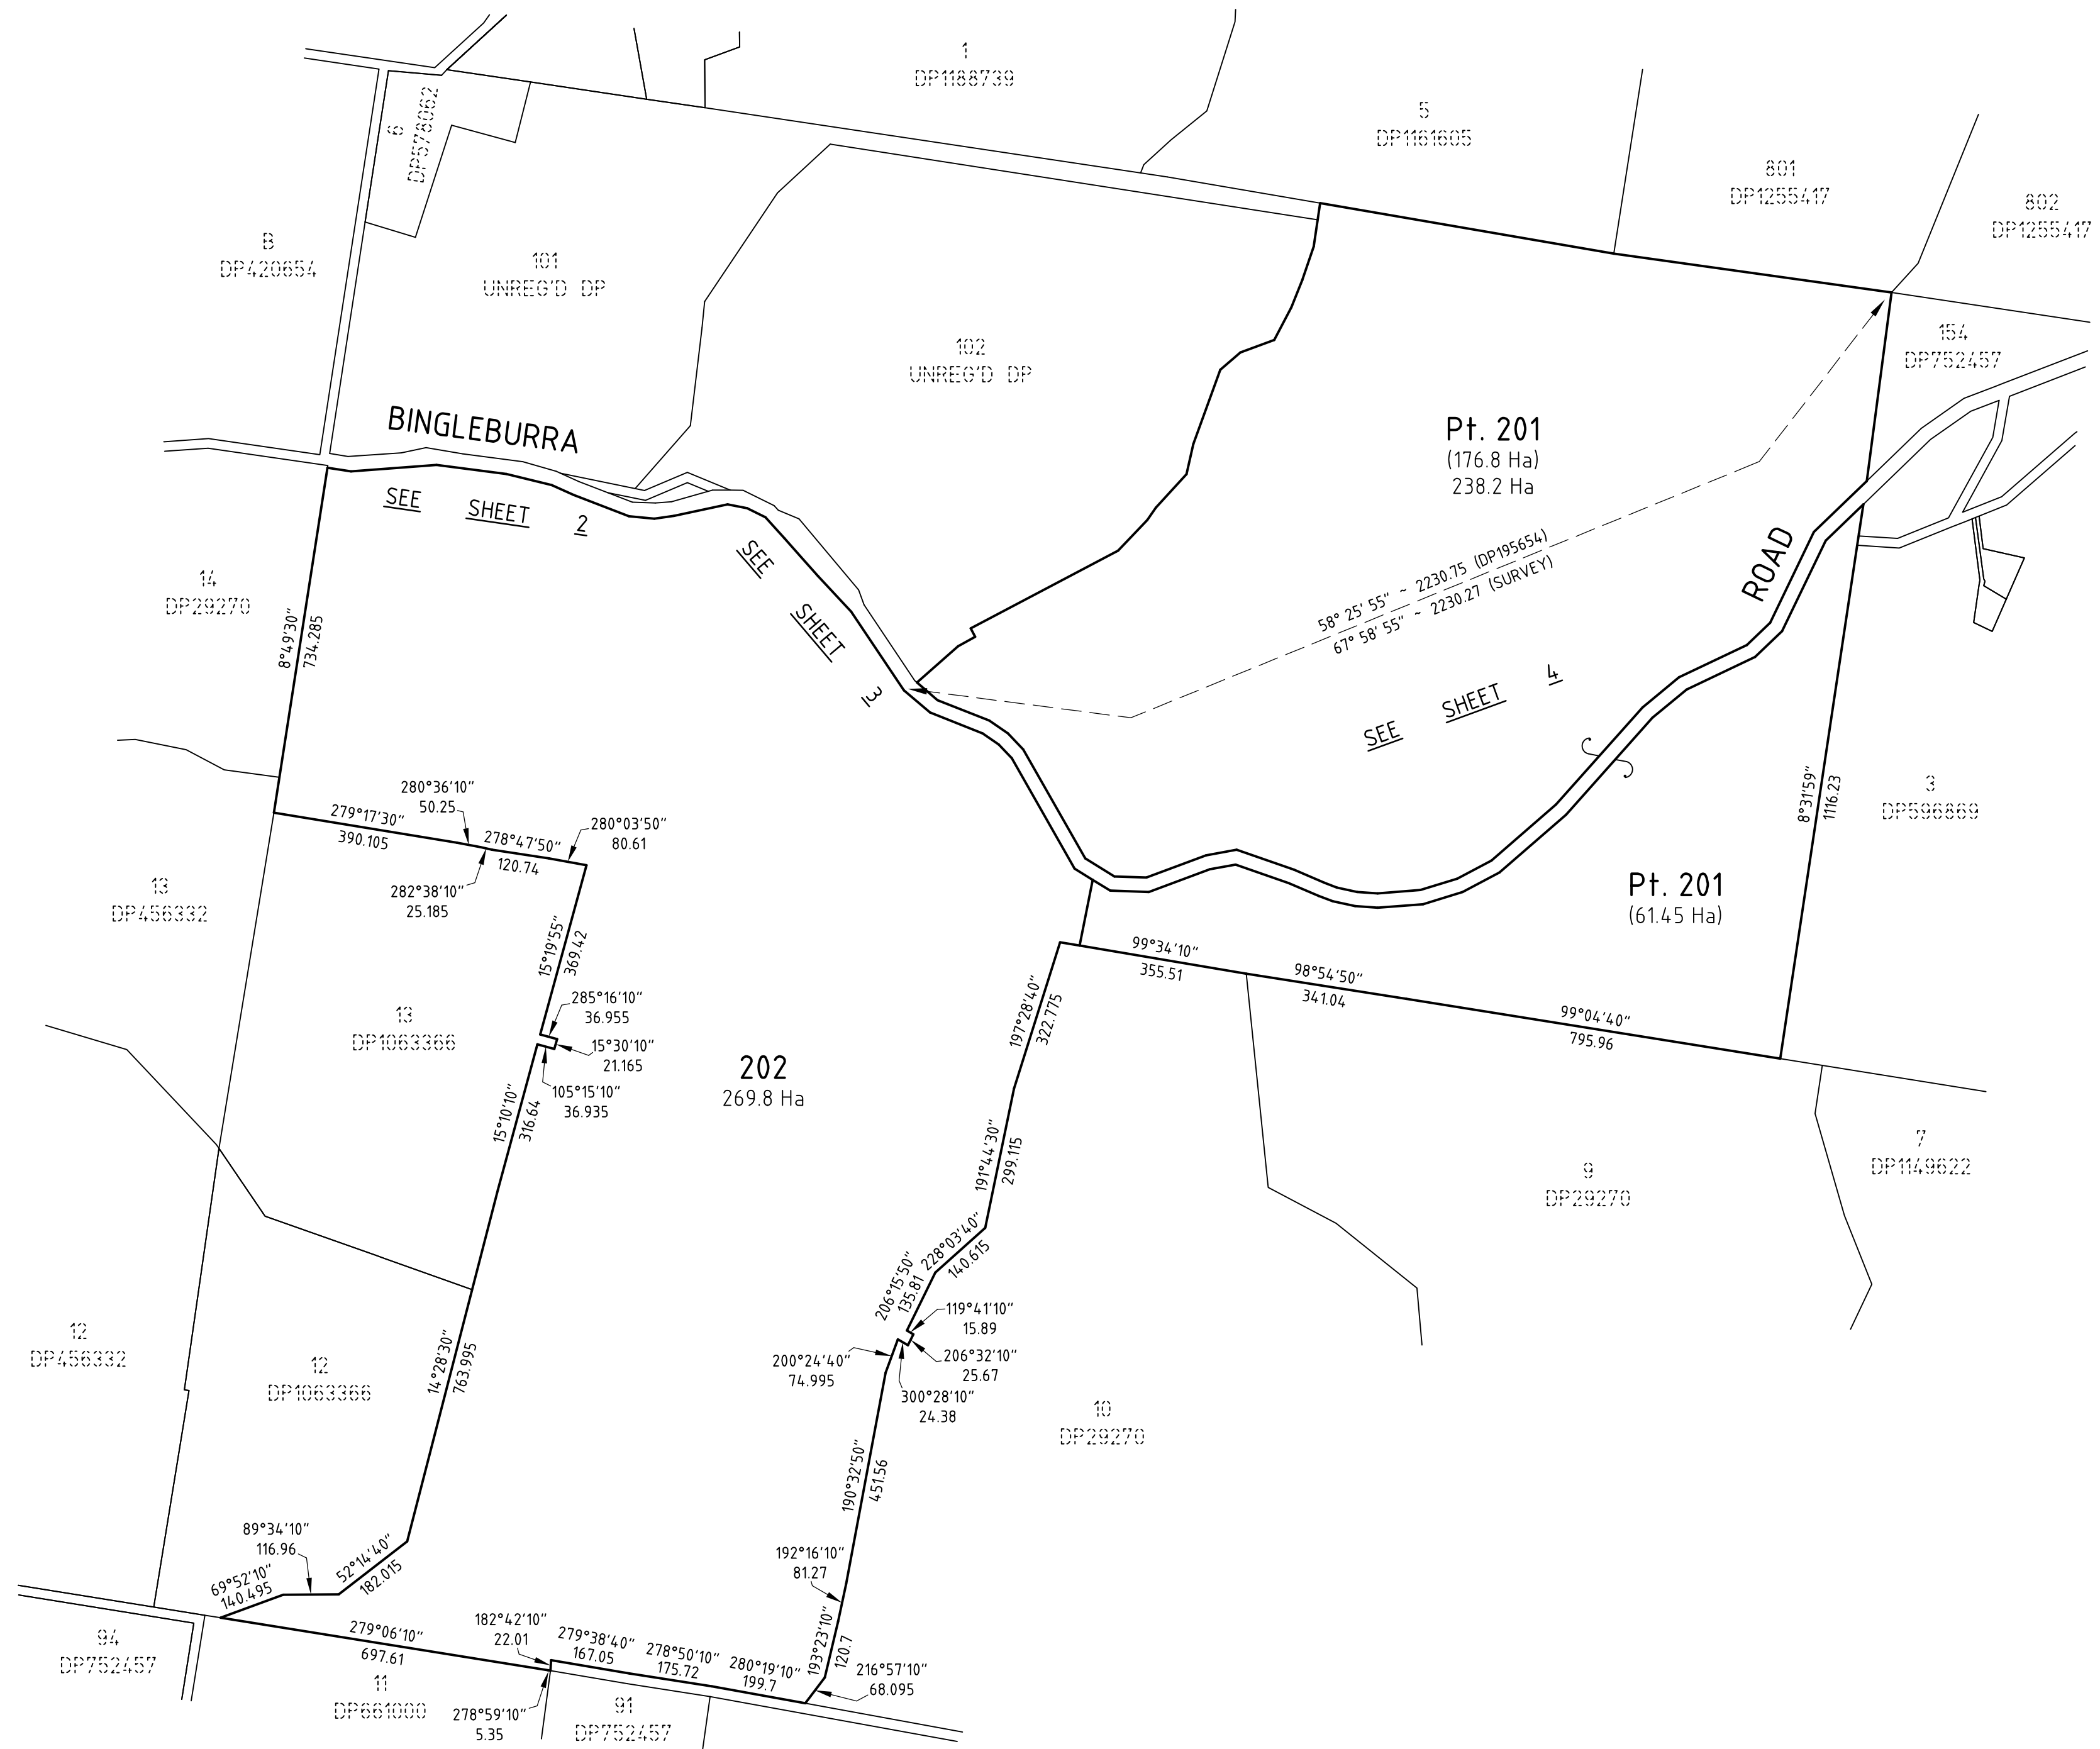 1
DP1188739
5
DP1161605
801
DP1255417
802
DP1255417
6
DP578062
B
DP420654
101
UNREG'D DP
102
UNREG'D DP
154
DP752457
BINGLEBURRA
ROAD
Pt. 201
(176.8 Ha)
238.2 Ha
SEE SHEET 2
SEE SHEET 3
SEE SHEET 4
58° 25' 55" ~ 2230.75 (DP195654)
67° 58' 55" ~ 2230.27 (SURVEY)
14
DP29270
8°49'30"
734.285
3
DP596869
8°31'59"
1116.23
280°36'10"
50.25
279°17'30"
390.105
278°47'50"
120.74
280°03'50"
80.61
282°38'10"
25.185
13
DP456332
Pt. 201
(61.45 Ha)
15°19'55"
369.42
99°34'10"
355.51
98°54'50"
341.04
99°04'40"
795.96
285°16'10"
36.955
15°30'10"
21.165
105°15'10"
36.935
13
DP1063366
15°10'10"
316.64
202
269.8 Ha
197°28'40"
322.775
191°44'30"
299.115
9
DP29270
7
DP1149622
228°03'40"
140.615
206°15'50"
135.81
119°41'10"
15.89
206°32'10"
25.67
200°24'40"
74.995
300°28'10"
24.38
12
DP456332
12
DP1063366
14°28'30"
763.995
10
DP29270
190°32'50"
451.56
89°34'10"
116.96
52°14'40"
182.015
69°52'10"
140.495
192°16'10"
81.27
193°23'10"
120.7
94
DP752457
279°06'10"
697.61
182°42'10"
22.01
279°38'40"
167.05
278°50'10"
175.72
280°19'10"
199.7
216°57'10"
68.095
11
DP661000
278°59'10"
5.35
91
DP752457